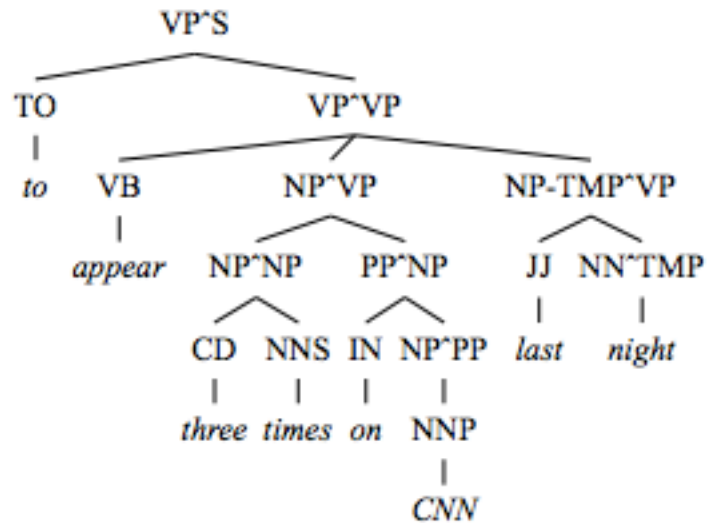 VP^S
TO VP^VP
to VB NP^VP NP-TMP^VP
appear NP^NP PP^NP JJ NN^TMP
CD NNS IN NP^PP last night
three times on NNP
CNN